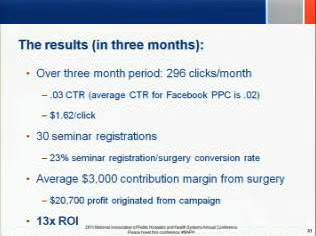 The results (in three months):
• Over three month period: 296 clicks/month
– .03 CTR (average CTR for Facebook PPC is .02)
– $1.62/click
• 30 seminar registrations
– 23% seminar registration/surgery conversion rate
• Average $3,000 contribution margin from surgery
– $20,700 profit originated from campaign
• 13x ROI
2011 National Association of Public Hospitals and Health Systems Annual Conference
Please tweet this conference